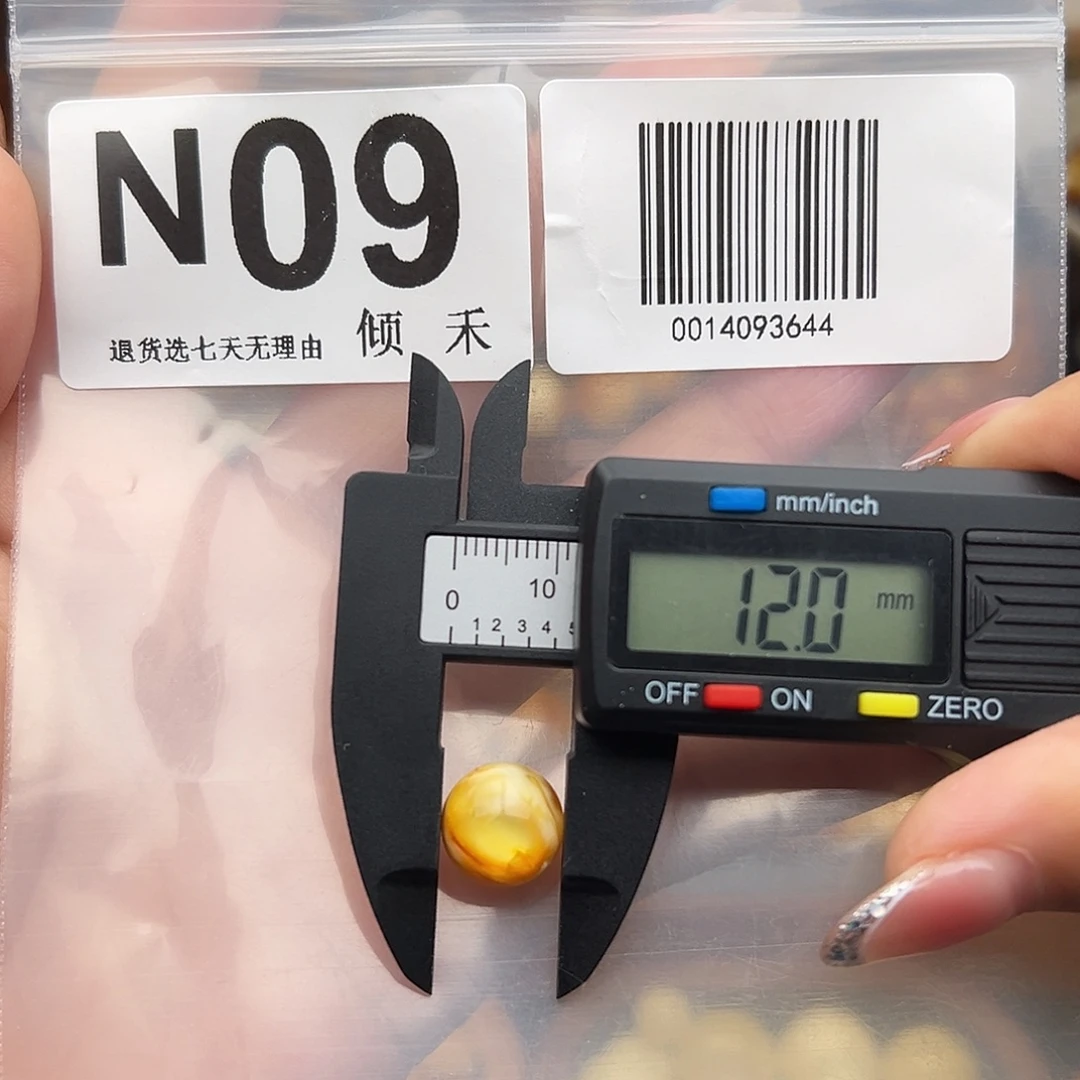 N09
退货选七天无理由 倾 禾
0014093644
mm/inch
0 10
1 2 3 4
12.0 mm
OFF ON ZERO